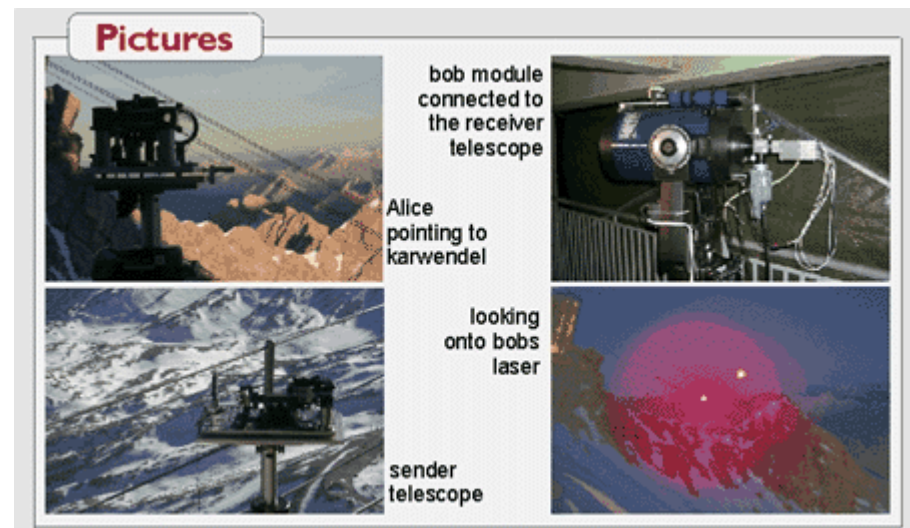 Pictures
bob module
connected to
the receiver
telescope
Alice
pointing to
karwendel
looking
onto bobs
laser
sender
telescope